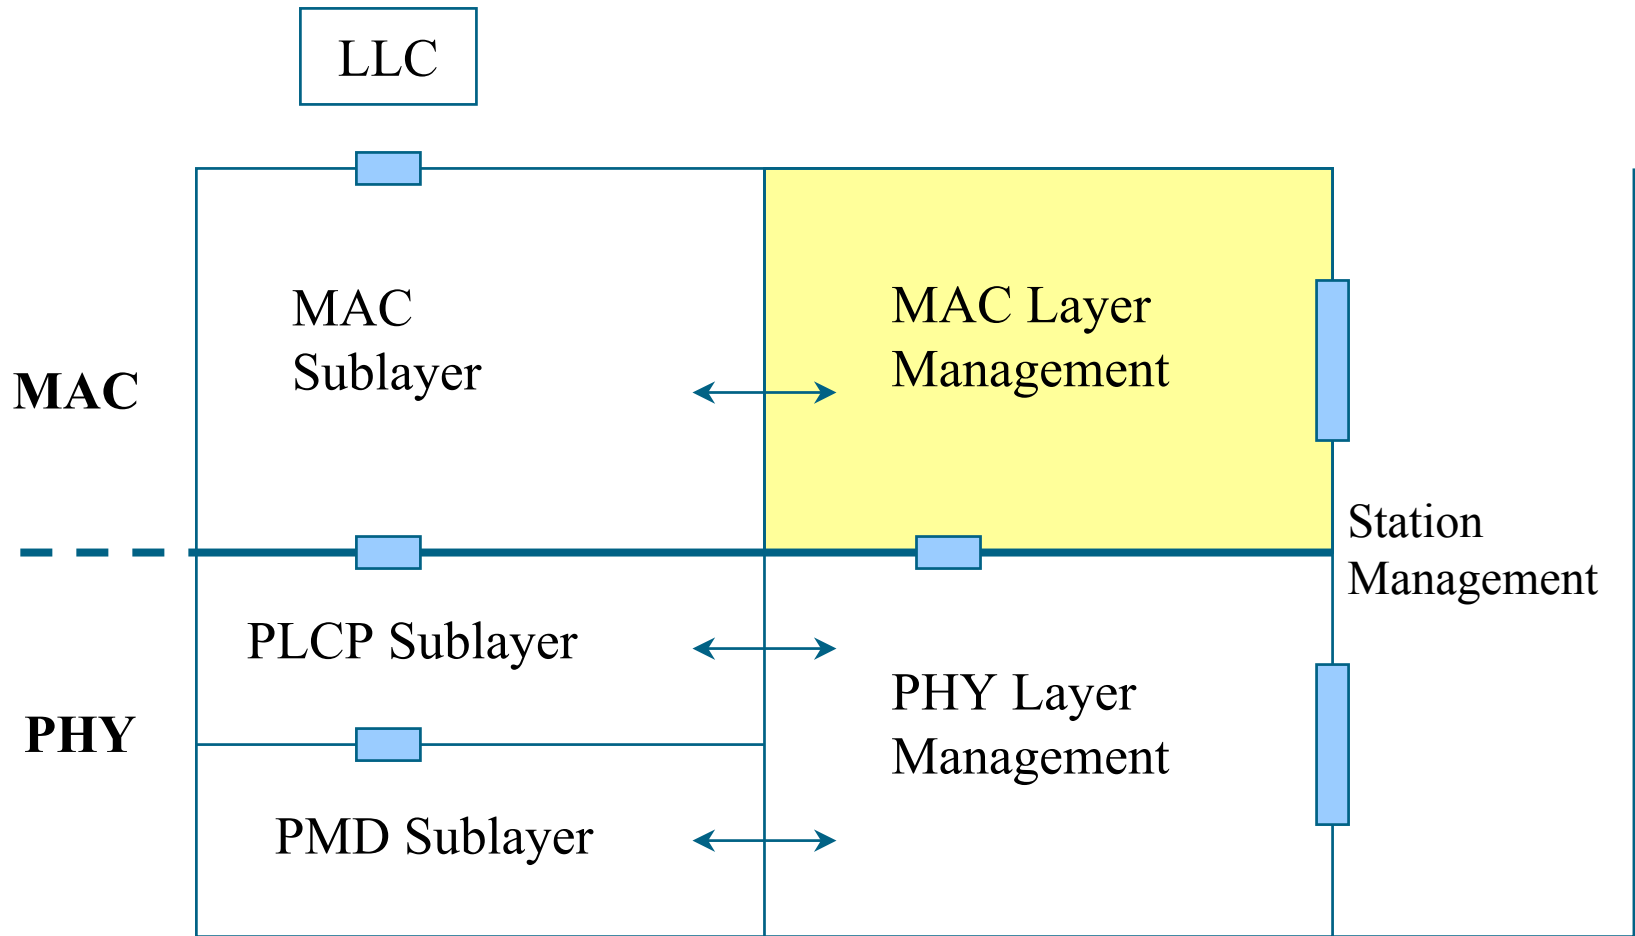 LLC
MAC
Sublayer
MAC Layer
Management
MAC
Station
Management
PLCP Sublayer
PHY Layer
Management
PHY
PMD Sublayer